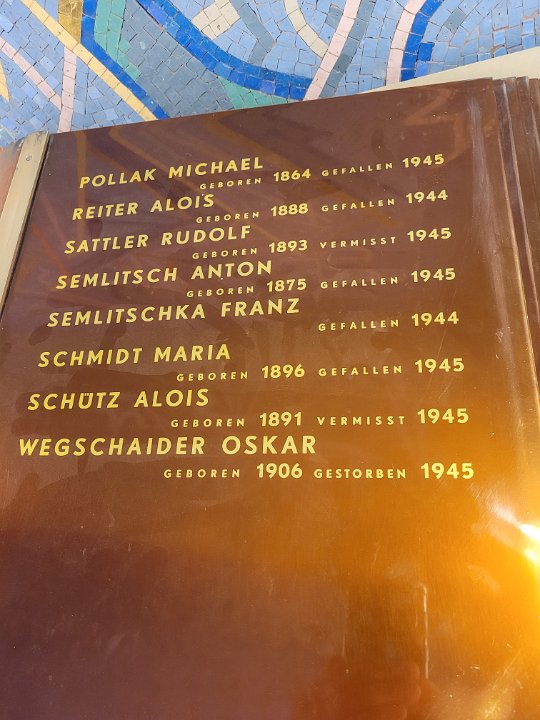 POLLAK MICHAEL
GEBOREN 1864 GEFALLEN 1945
REITER ALOIS
GEBOREN 1888 GEFALLEN 1944
SATTLER RUDOLF
GEBOREN 1893 VERMISST 1945
SEMLITSCH ANTON
GEBOREN 1875 GEFALLEN 1945
SEMLITSCHKA FRANZ
GEFALLEN 1944
SCHMIDT MARIA
GEBOREN 1896 GEFALLEN 1945
SCHÜTZ ALOIS
GEBOREN 1891 VERMISST 1945
WEGSCHAIDER OSKAR
GEBOREN 1906 GESTORBEN 1945